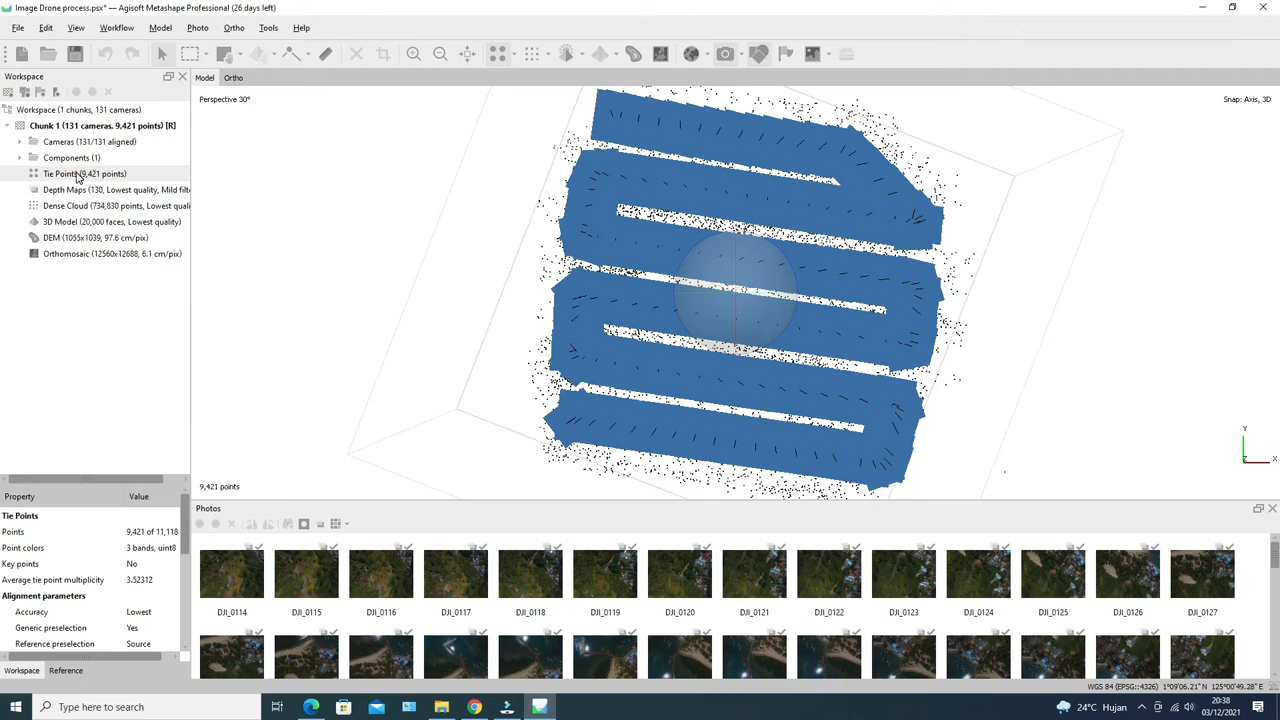 Image Drone process.psx* — Agisoft Metashape Professional (26 days left)
File Edit View Workflow Model Photo Ortho Tools Help
Workspace
Model Ortho
Perspective 30°
Snap: Axis, 3D
Workspace (1 chunks, 131 cameras)
Chunk 1 (131 cameras, 9,421 points) [R]
Cameras (131/131 aligned)
Components (1)
Tie Points (9,421 points)
Depth Maps (130, Lowest quality, Mild filt
Dense Cloud (734,830 points, Lowest quali
3D Model (20,000 faces, Lowest quality)
DEM (1055x1039, 97.6 cm/pix)
Orthomosaic (12560x12688, 6.1 cm/pix)
Y
X
Z
9,421 points
Property Value
Tie Points
Points 9,421 of 11,118
Point colors 3 bands, uint8
Key points No
Average tie point multiplicity 3.52312
Alignment parameters
Accuracy Lowest
Generic preselection Yes
Reference preselection Source
Workspace Reference
Photos
DJI_0114 DJI_0115 DJI_0116 DJI_0117 DJI_0118 DJI_0119 DJI_0120 DJI_0121 DJI_0122 DJI_0123 DJI_0124 DJI_0125 DJI_0126 DJI_0127
WGS 84 (EPSG::4326) 1°09'06.21" N 125°00'49.28" E
Type here to search
24°C Hujan
20:38
03/12/2021